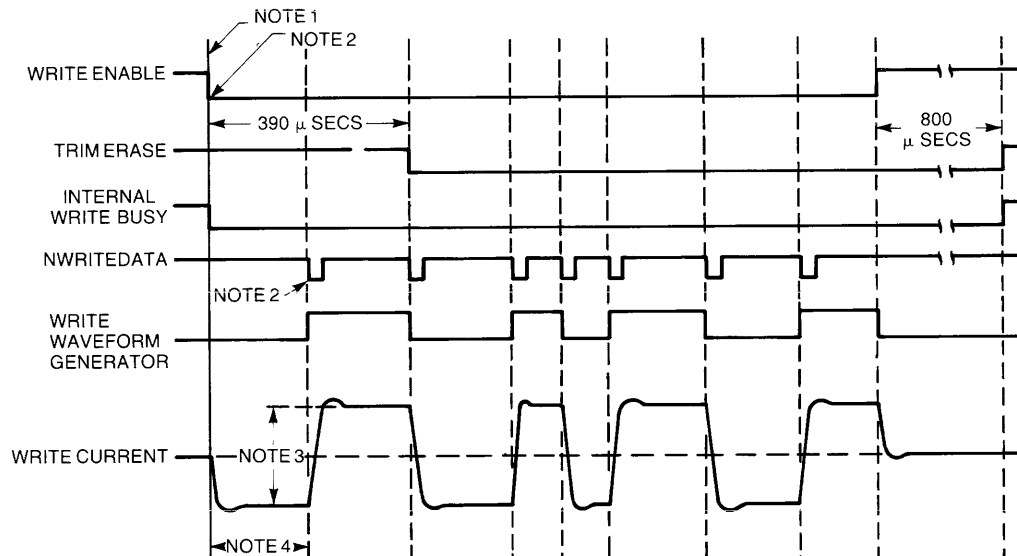 NOTE 1
NOTE 2
WRITE ENABLE
390 μ SECS
800
μ SECS
TRIM ERASE
INTERNAL
WRITE BUSY
NWRITEDATA
NOTE 2
WRITE
WAVEFORM
GENERATOR
WRITE CURRENT
NOTE 3
NOTE 4